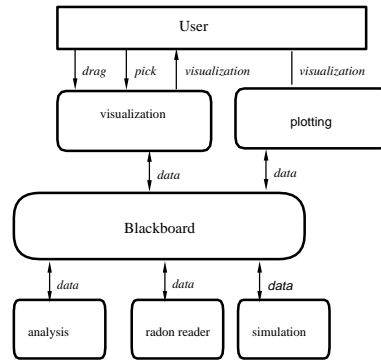 User
drag pick visualization visualization
visualization
plotting
data data
Blackboard
data data data
analysis radon reader simulation